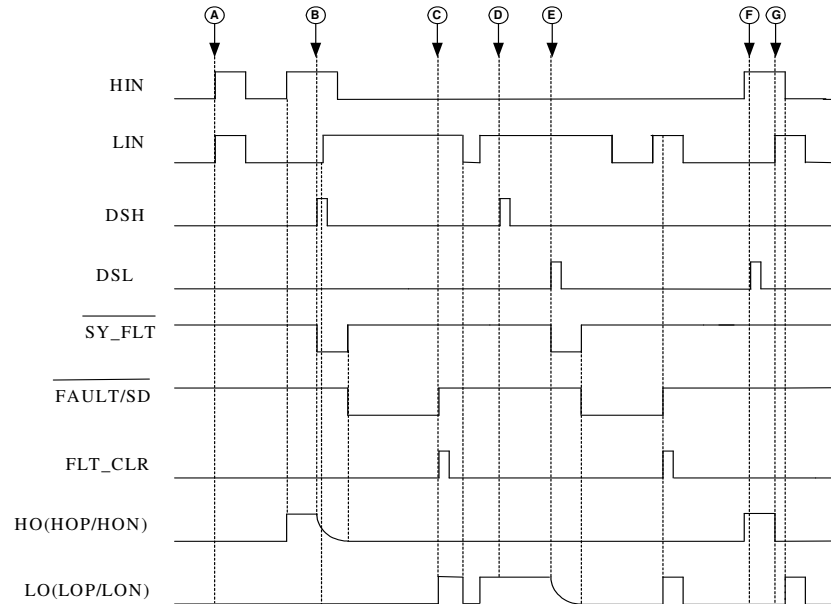 A B C D E F G
HIN
LIN
DSH
DSL
SY_FLT
FAULT/SD
FLT_CLR
HO(HOP/HON)
LO(LOP/LON)